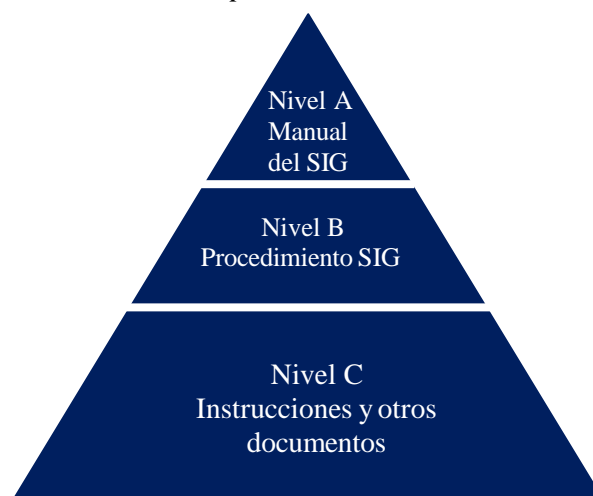 Nivel A
Manual
del SIG
Nivel B
Procedimiento SIG
Nivel C
Instrucciones y otros
documentos